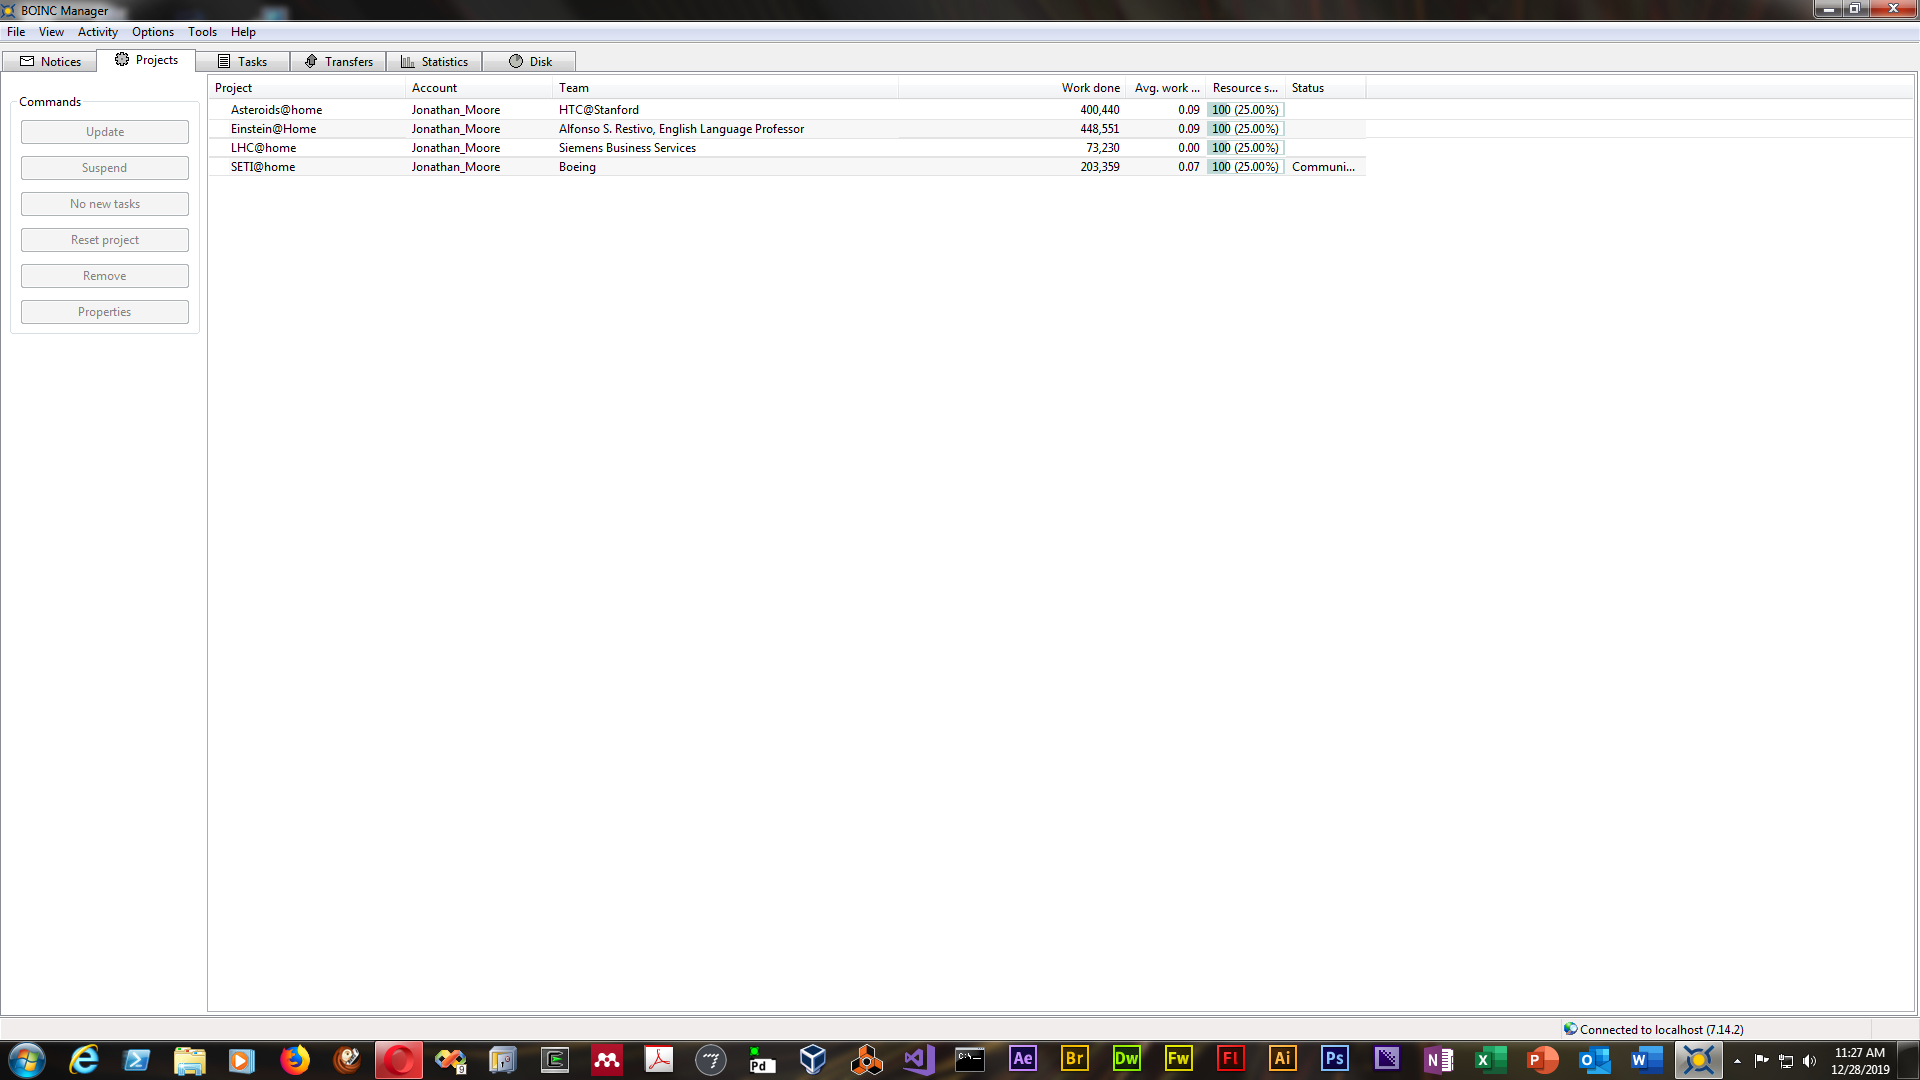 BOINC Manager
File View Activity Options Tools Help
Notices Projects Tasks Transfers Statistics Disk
Commands
Update
Suspend
No new tasks
Reset project
Remove
Properties
Project Account Team Work done Avg. work ... Resource s... Status
Asteroids@home Jonathan_Moore HTC@Stanford 400,440 0.09 100 (25.00%)
Einstein@Home Jonathan_Moore Alfonso S. Restivo, English Language Professor 448,551 0.09 100 (25.00%)
LHC@home Jonathan_Moore Siemens Business Services 73,230 0.00 100 (25.00%)
SETI@home Jonathan_Moore Boeing 203,359 0.07 100 (25.00%) Communi...
Connected to localhost (7.14.2)
9 Pd C:\_ Ae Br Dw Fw Fl Ai Ps N X P O W 11:27 AM
12/28/2019